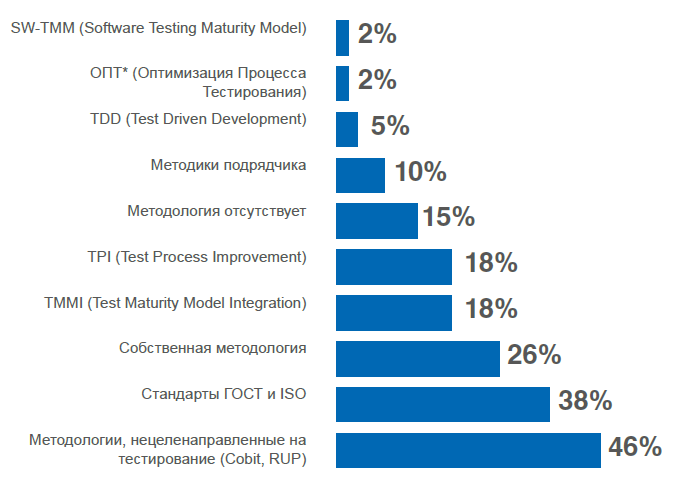 SW-TMM (Software Testing Maturity Model)
2%
ОПТ* (Оптимизация Процесса
Тестирования)
2%
TDD (Test Driven Development)
5%
Методики подрядчика
10%
Методология отсутствует
15%
TPI (Test Process Improvement)
18%
TMMI (Test Maturity Model Integration)
18%
Собственная методология
26%
Стандарты ГОСТ и ISO
38%
Методологии, нецеленаправленные на
тестирование (Cobit, RUP)
46%